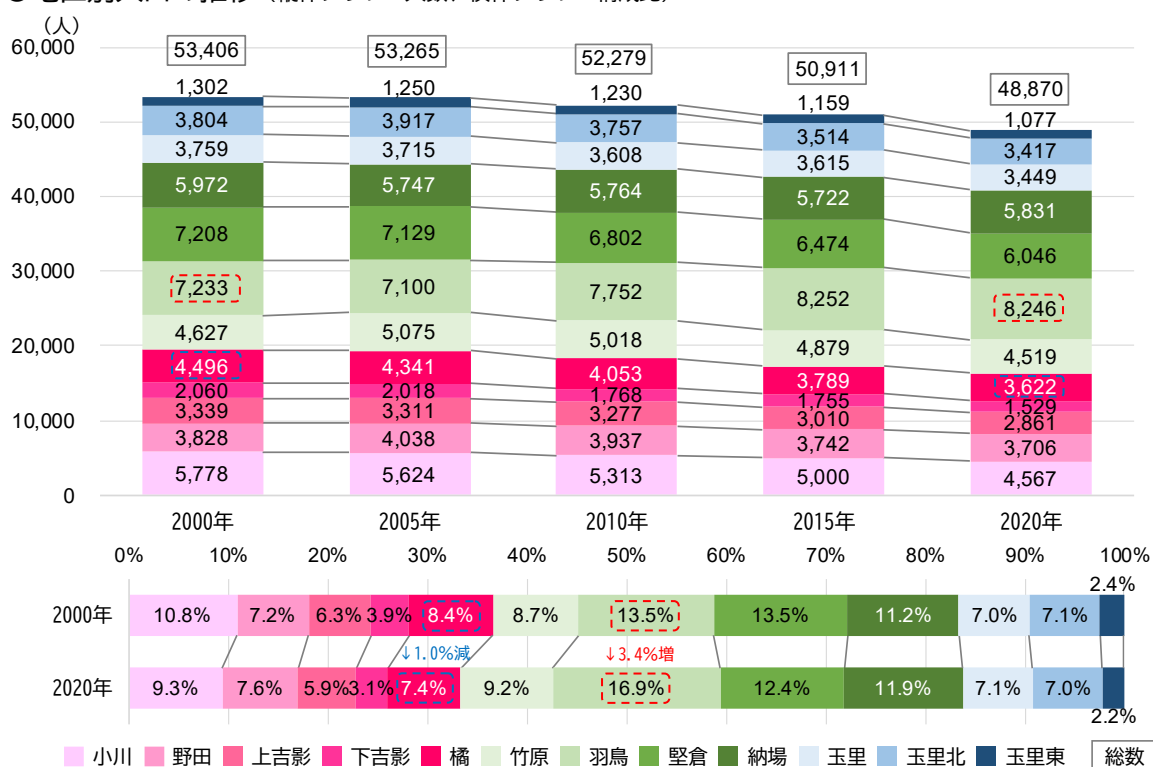 (人)
60,000
53,406 53,265 52,279 50,911 48,870
1,302 1,250 1,230 1,159 1,077
50,000
3,804 3,917 3,757 3,514 3,417
3,759 3,715 3,608 3,615 3,449
40,000
5,972 5,747 5,764 5,722 5,831
7,208 7,129 6,802 6,474 6,046
30,000
7,233 7,100 7,752 8,252 8,246
4,627 5,075 5,018 4,879 4,519
20,000
4,496 4,341 4,053 3,789 3,622
2,060 2,018 1,768 1,755 1,529
3,339 3,311 3,277 3,010 2,861
10,000
3,828 4,038 3,937 3,742 3,706
5,778 5,624 5,313 5,000 4,567
0
2000年 2005年 2010年 2015年 2020年
0% 10% 20% 30% 40% 50% 60% 70% 80% 90% 100%
2.4%
2000年 10.8% 7.2% 6.3% 3.9% 8.4% 8.7% 13.5% 13.5% 11.2% 7.0% 7.1%
↓1.0%減 ↓3.4%増
2020年 9.3% 7.6% 5.9% 3.1% 7.4% 9.2% 16.9% 12.4% 11.9% 7.1% 7.0%
2.2%
小川 野田 上吉影 下吉影 橘 竹原 羽鳥 堅倉 納場 玉里 玉里北 玉里東 総数